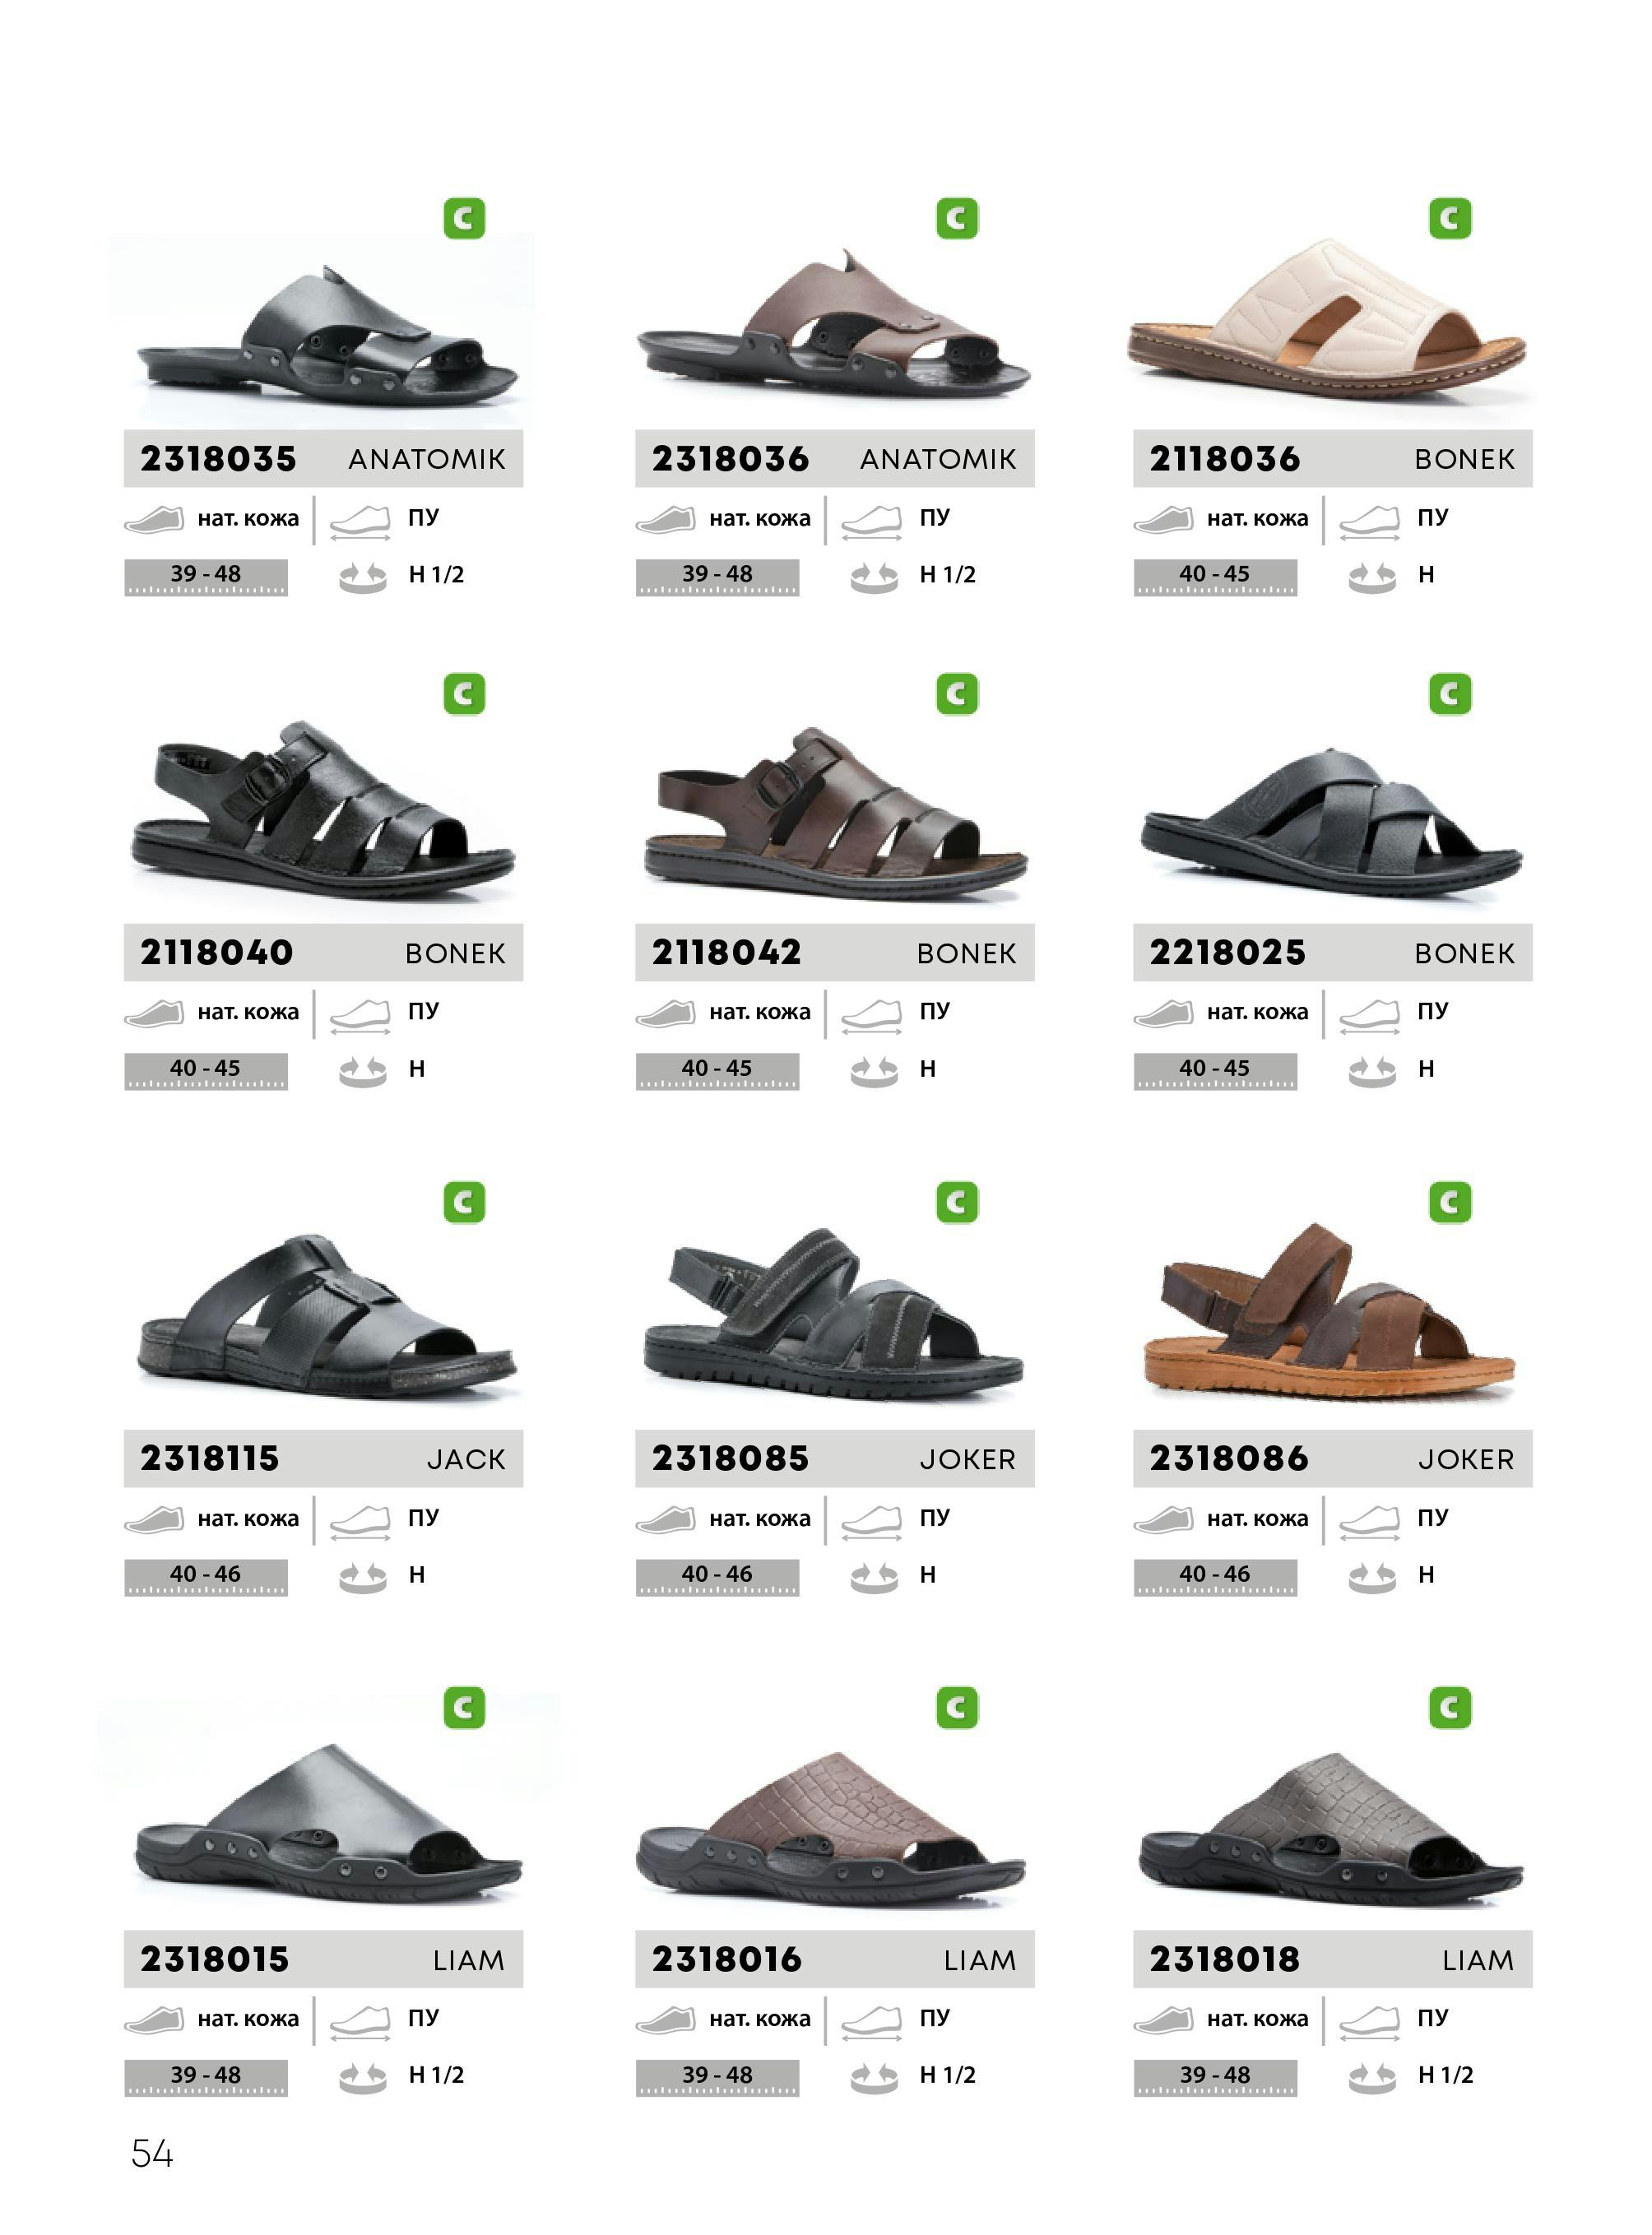 C C C
2318035 ANATOMIK 2318036 ANATOMIK 2118036 BONEK
нат. кожа ПУ нат. кожа ПУ нат. кожа ПУ
39 - 48 Н 1/2 39 - 48 Н 1/2 40 - 45 Н
C C C
2118040 BONEK 2118042 BONEK 2218025 BONEK
нат. кожа ПУ нат. кожа ПУ нат. кожа ПУ
40 - 45 Н 40 - 45 Н 40 - 45 Н
C C C
2318115 JACK 2318085 JOKER 2318086 JOKER
нат. кожа ПУ нат. кожа ПУ нат. кожа ПУ
40 - 46 Н 40 - 46 Н 40 - 46 Н
C C C
2318015 LIAM 2318016 LIAM 2318018 LIAM
нат. кожа ПУ нат. кожа ПУ нат. кожа ПУ
39 - 48 Н 1/2 39 - 48 Н 1/2 39 - 48 Н 1/2
54